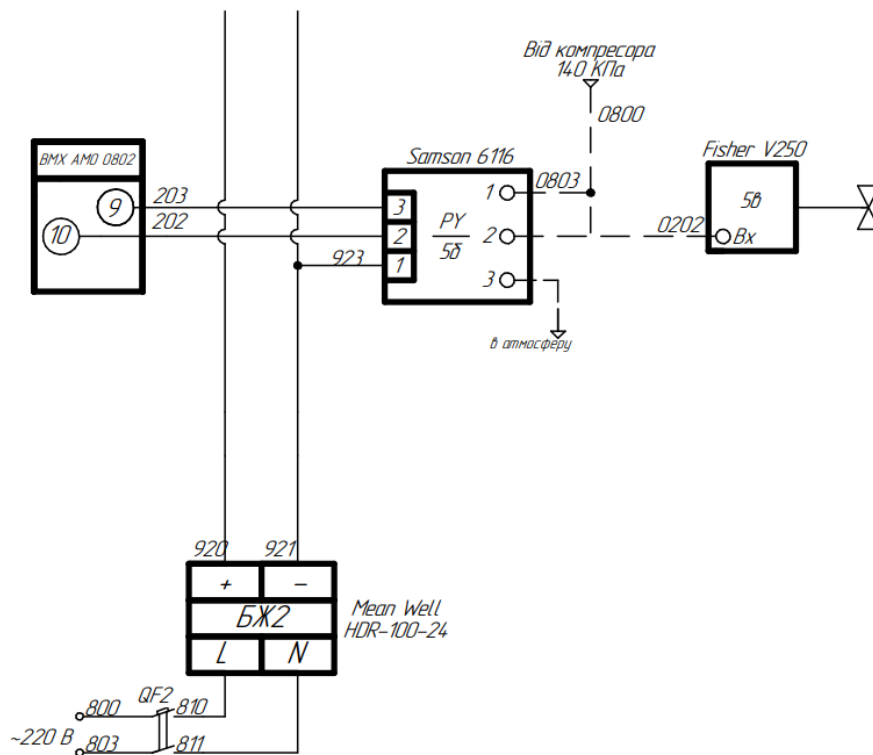 Від компресора
140 КПа
0800
BMX AMO 0802
Samson 6116
Fisher V250
9
203
3
1
0803
5в
10
202
2
PY
5б
2
0202
Вх
923
1
3
в атмосферу
920
921
+
–
БЖ2
Mean Well
HDR-100-24
L
N
QF2
800
810
~220 В
803
811